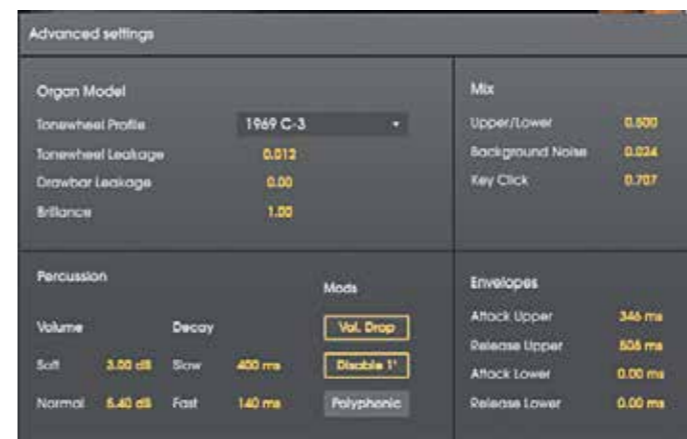 Advanced settings
Organ Model
Tonewheel Profile 1969 C-3
Tonewheel Leakage 0.012
Drawbar Leakage 0.00
Brillance 1.00
Mix
Upper/Lower 0.500
Background Noise 0.024
Key Click 0.707
Percussion
Volume Decay
Soft 3.00 dB Slow 400 ms
Normal 5.40 dB Fast 140 ms
Mods
Vol. Drop
Disable 1'
Polyphonic
Envelopes
Attack Upper 346 ms
Release Upper 505 ms
Attack Lower 0.00 ms
Release Lower 0.00 ms